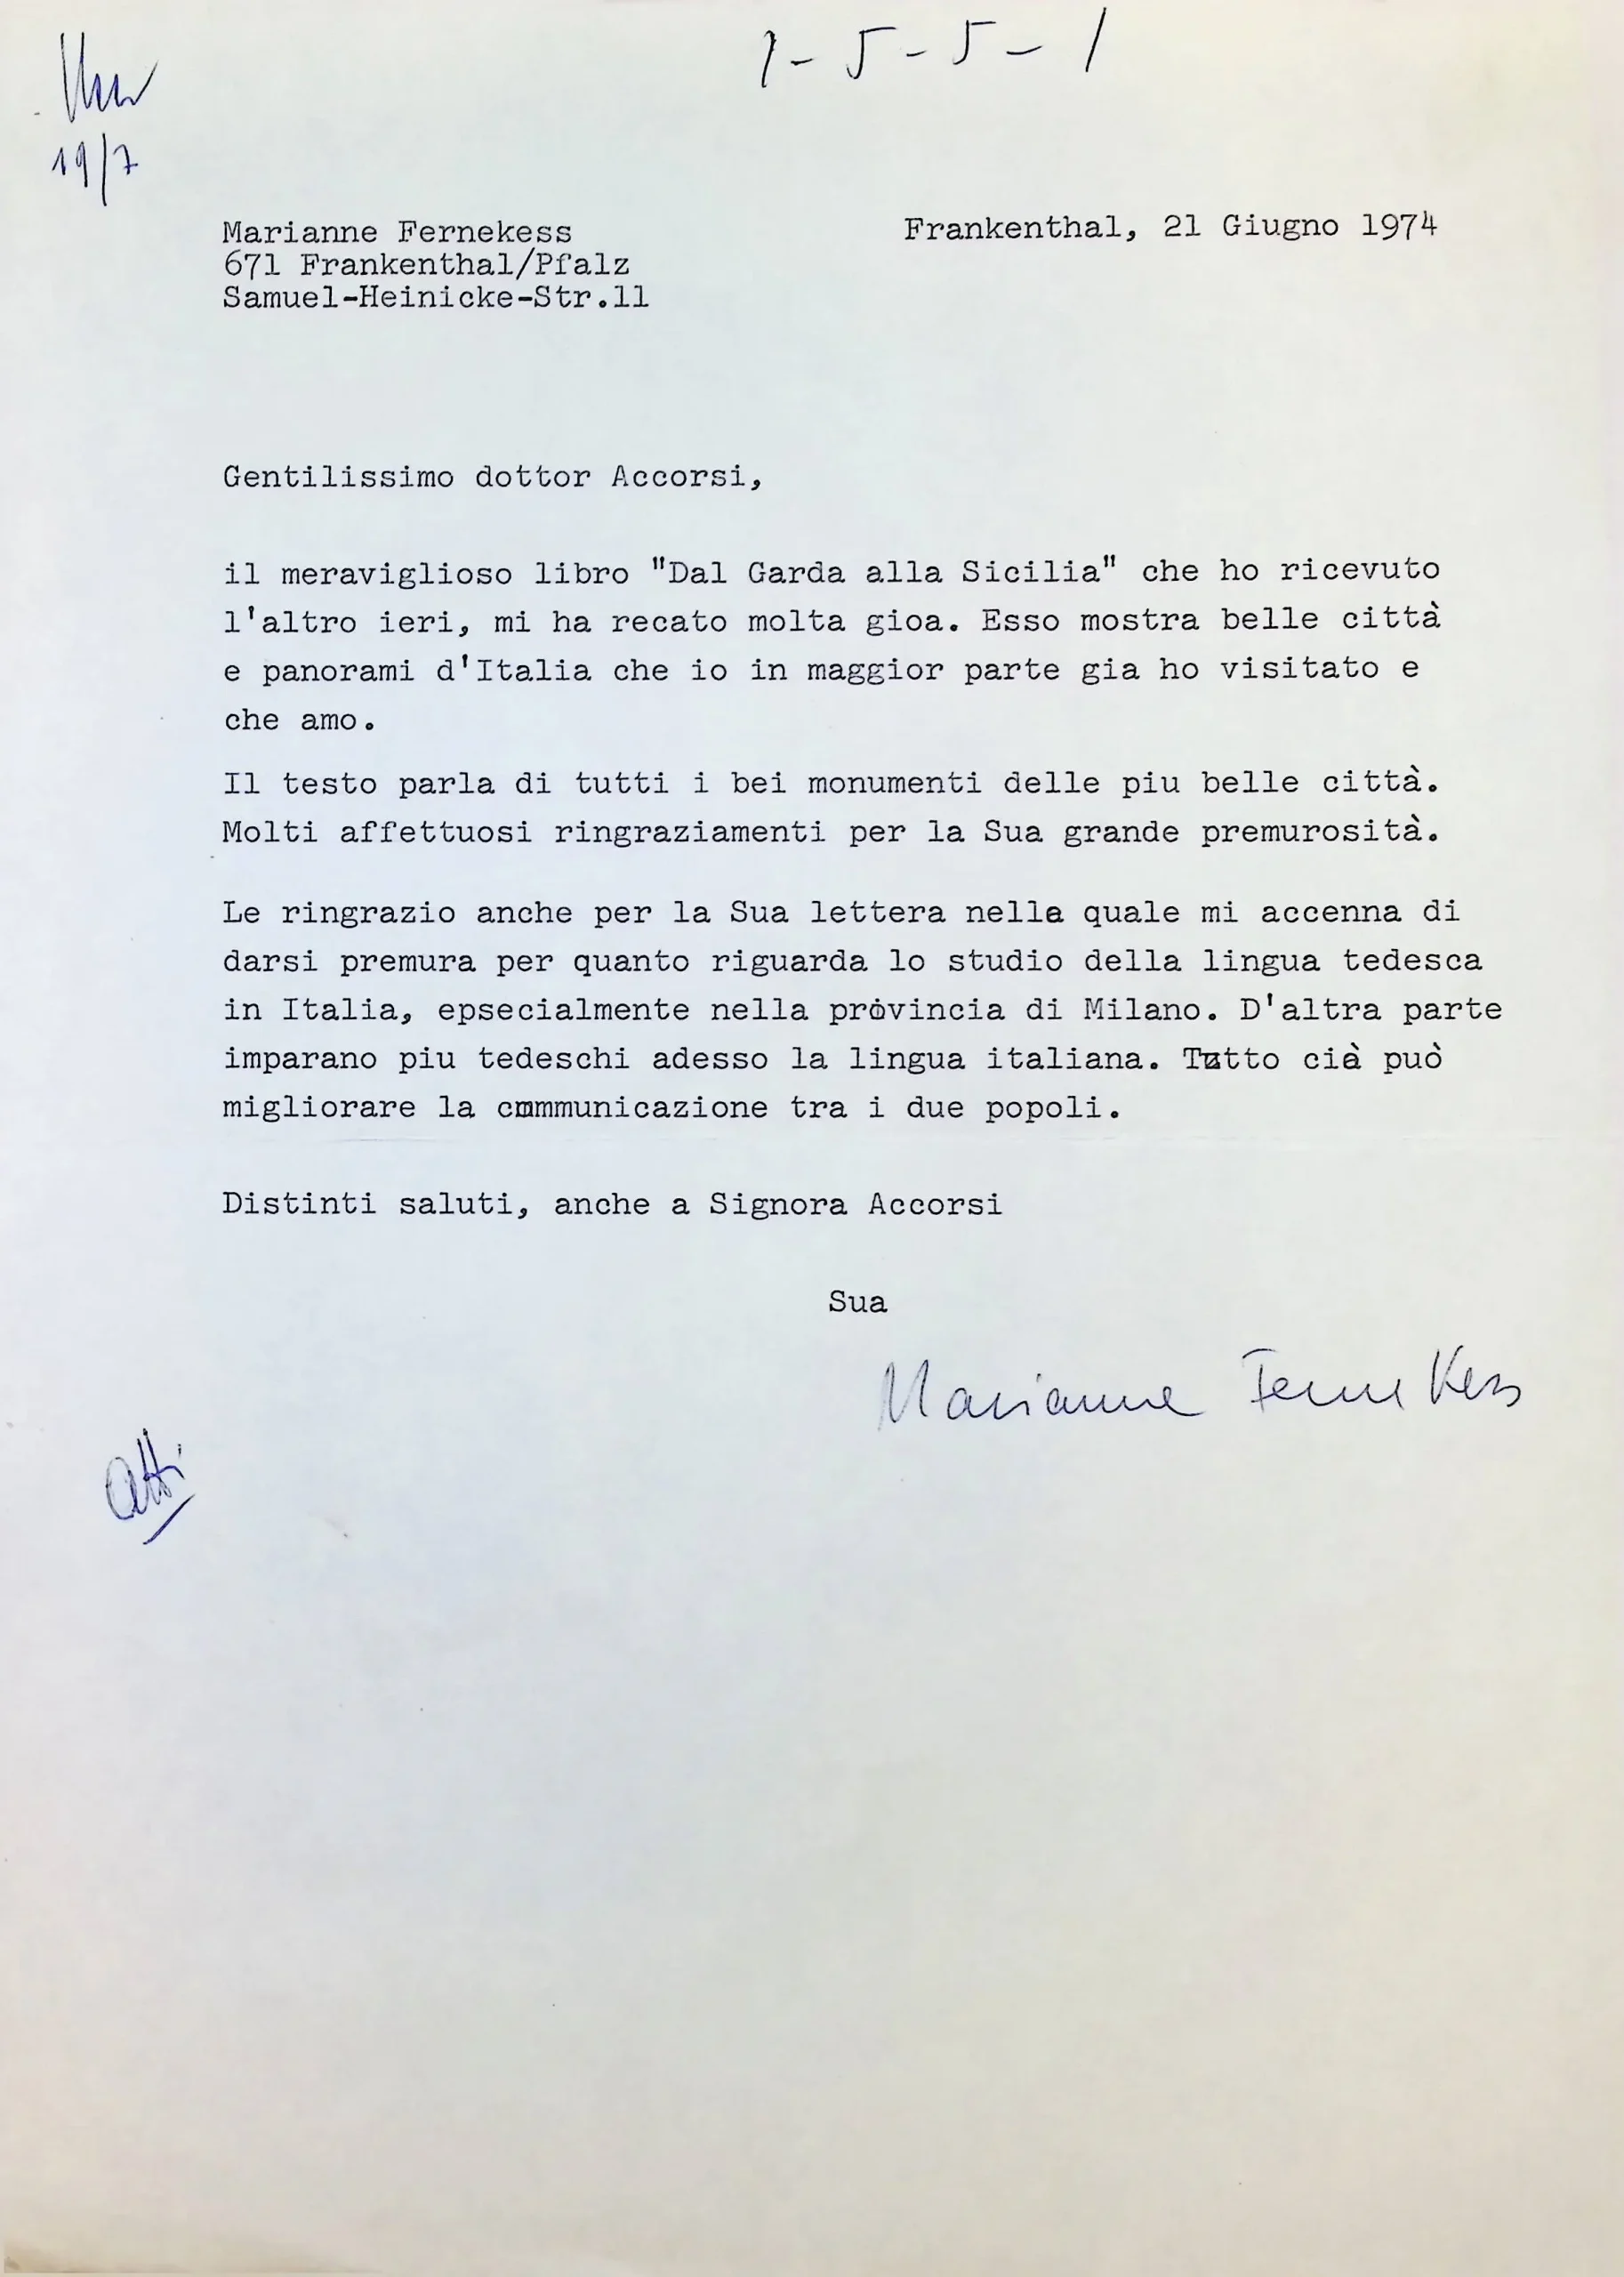 1-5-5-1
19/7
Marianne Fernekess
Frankenthal, 21 Giugno 1974
671 Frankenthal/Pfalz
Samuel-Heinicke-Str.11
Gentilissimo dottor Accorsi,
il meraviglioso libro "Dal Garda alla Sicilia" che ho ricevuto
l'altro ieri, mi ha recato molta gioa. Esso mostra belle città
e panorami d'Italia che io in maggior parte gia ho visitato e
che amo.
Il testo parla di tutti i bei monumenti delle piu belle città.
Molti affettuosi ringraziamenti per la Sua grande premurosità.
Le ringrazio anche per la Sua lettera nella quale mi accenna di
darsi premura per quanto riguarda lo studio della lingua tedesca
in Italia, epsecialmente nella provincia di Milano. D'altra parte
imparano piu tedeschi adesso la lingua italiana. Tutto ciò può
migliorare la communicazione tra i due popoli.
Distinti saluti, anche a Signora Accorsi
Sua
Marianne Fernekess
atti